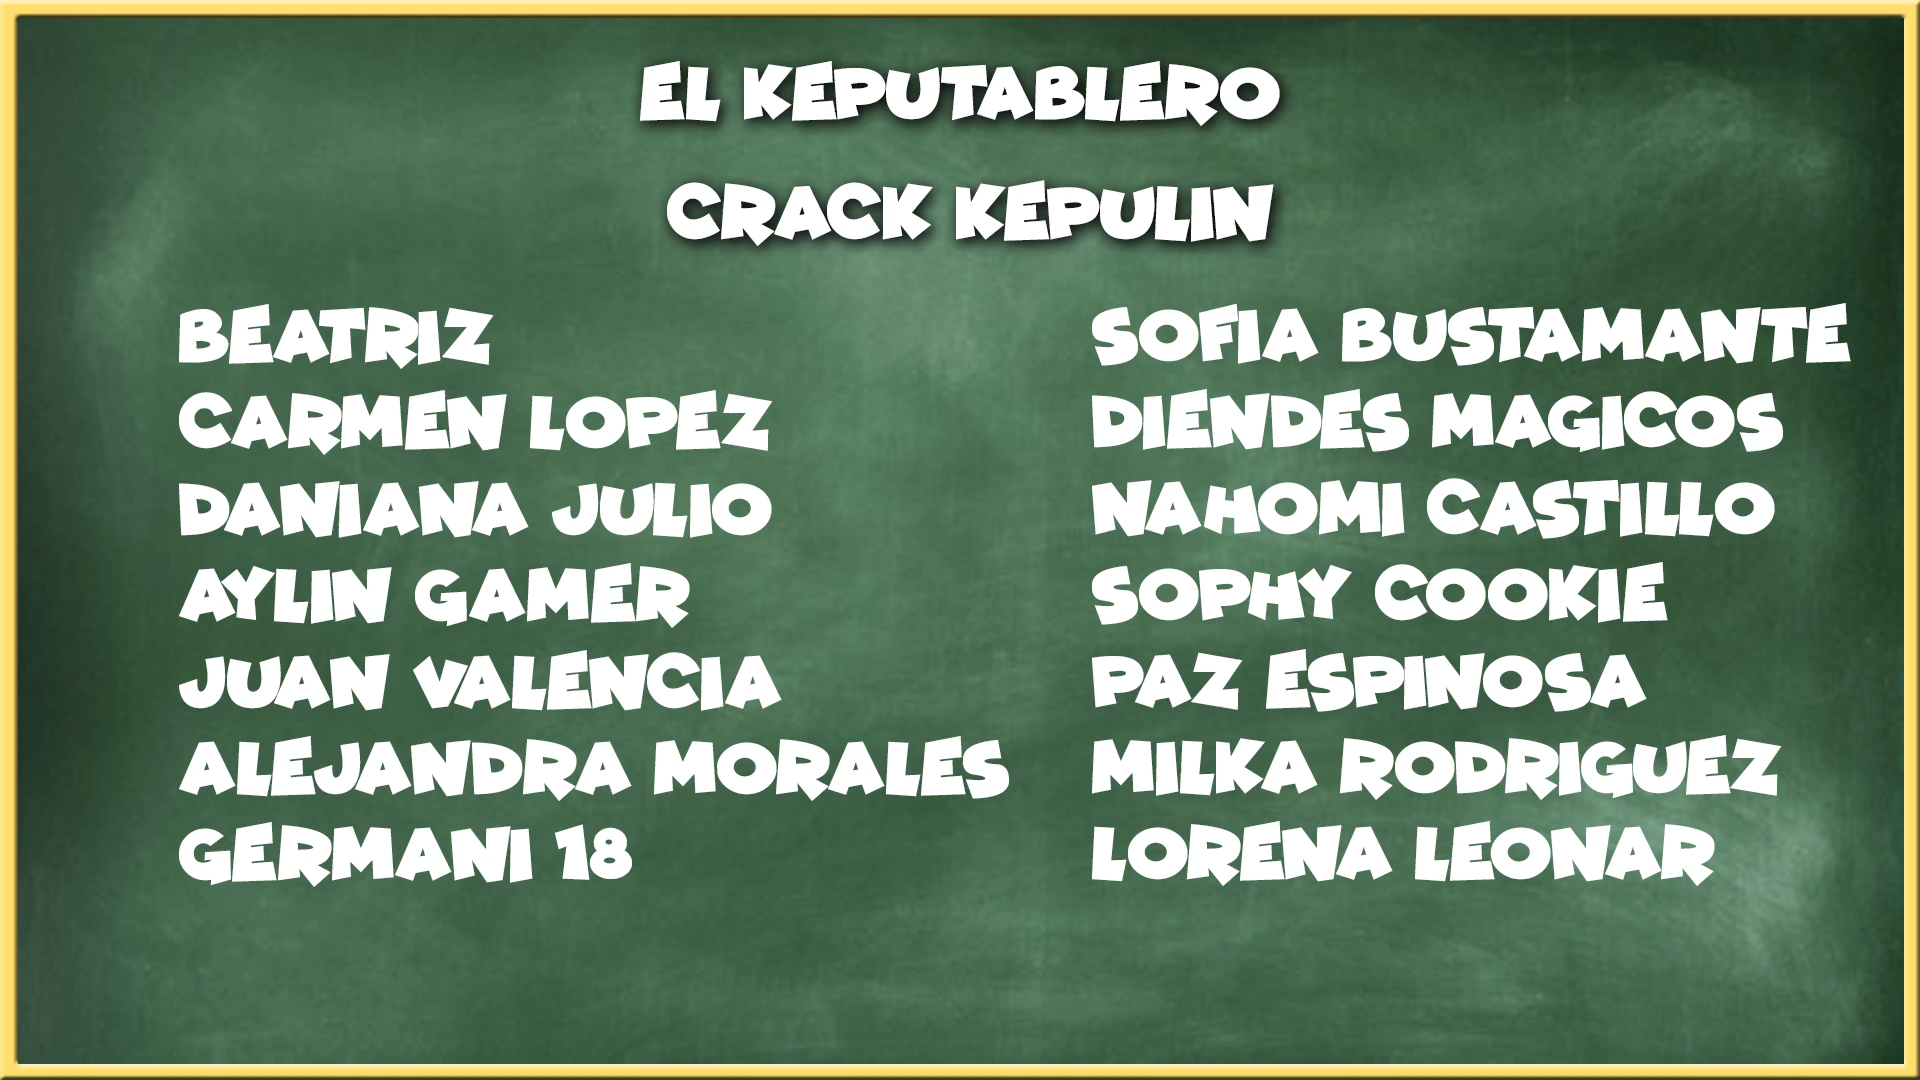 EL KEPUTABLERO
CRACK KEPULIN
BEATRIZ
CARMEN LOPEZ
DANIANA JULIO
AYLIN GAMER
JUAN VALENCIA
ALEJANDRA MORALES
GERMANI 18
SOFIA BUSTAMANTE
DIENDES MAGICOS
NAHOMI CASTILLO
SOPHY COOKIE
PAZ ESPINOSA
MILKA RODRIGUEZ
LORENA LEONAR